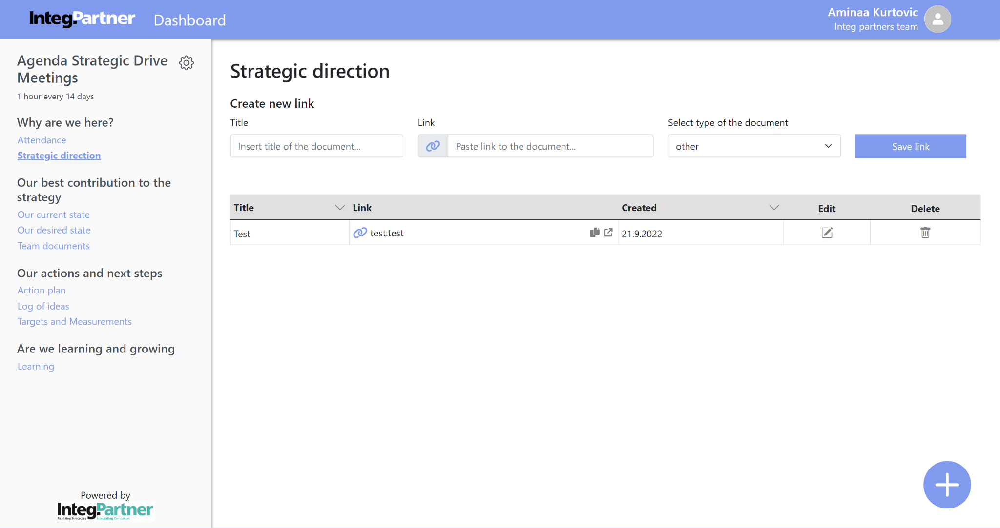 Integ.Partner
Dashboard
Aminaa Kurtovic
Integ partners team
Agenda Strategic Drive
Meetings
1 hour every 14 days
Why are we here?
Attendance
Strategic direction
Our best contribution to the
strategy
Our current state
Our desired state
Team documents
Our actions and next steps
Action plan
Log of ideas
Targets and Measurements
Are we learning and growing
Learning
Powered by
Integ.Partner
Realizing Strategies Integrating Companies
Strategic direction
Create new link
Title
Link
Select type of the document
Insert title of the document...
Paste link to the document...
other
Save link
Title Link Created Edit Delete
Test test.test 21.9.2022